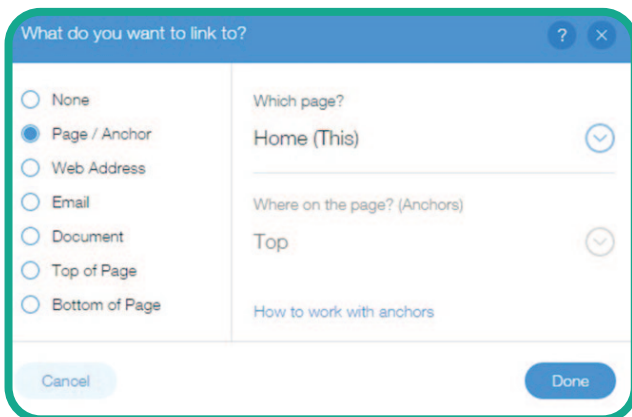 What do you want to link to?
?
×
None
Page / Anchor
Web Address
Email
Document
Top of Page
Bottom of Page
Which page?
Home (This)
Where on the page? (Anchors)
Top
How to work with anchors
Cancel
Done